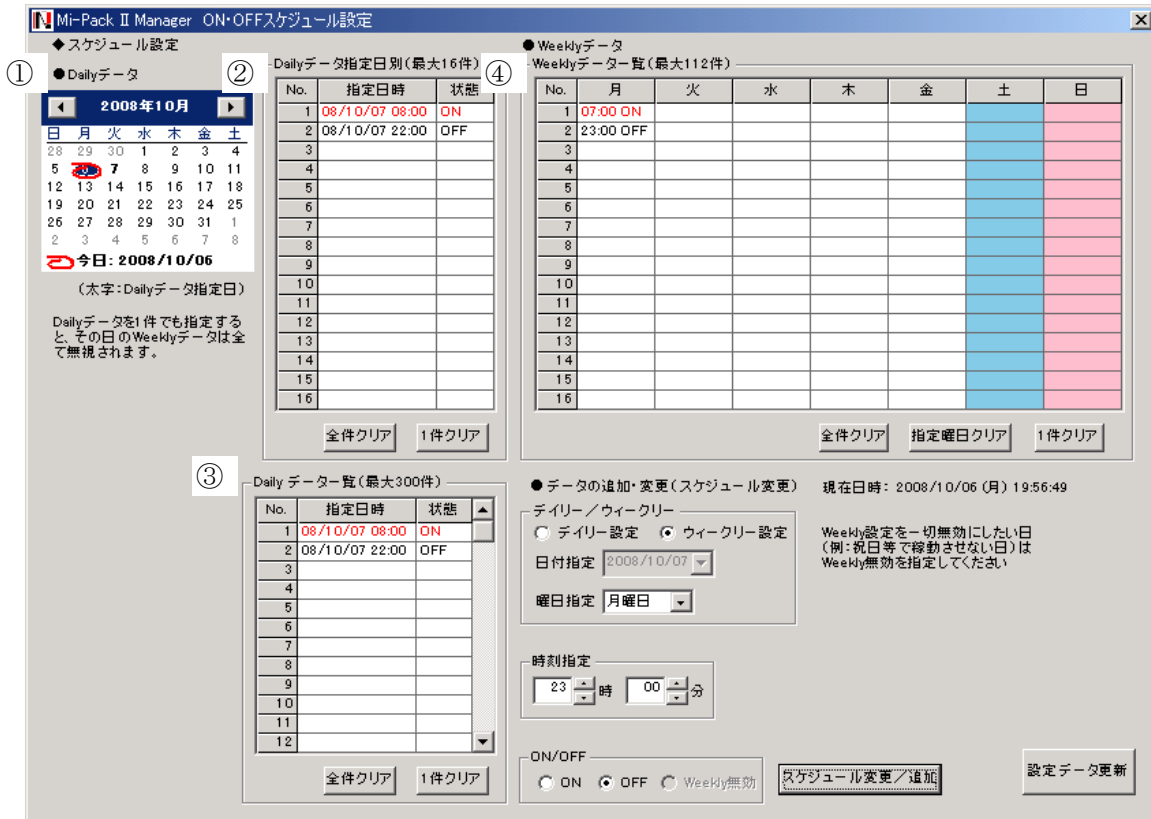 Mi-Pack Ⅱ Manager ON・OFFスケジュール設定
◆スケジュール設定
①
●Dailyデータ
2008年10月
日 月 火 水 木 金 土
28 29 30 1 2 3 4
5 7 8 9 10 11
12 13 14 15 16 17 18
19 20 21 22 23 24 25
26 27 28 29 30 31 1
2 3 4 5 6 7 8
今日: 2008/10/06
(太字:Dailyデータ指定日)
Dailyデータを1件でも指定する
と、その日のWeeklyデータは全
て無視されます。
②
Dailyデータ指定日別(最大16件)
No. 指定日時 状態
1 08/10/07 08:00 ON
2 08/10/07 22:00 OFF
3
4
5
6
7
8
9
10
11
12
13
14
15
16
全件クリア 1件クリア
●Weeklyデータ
④
Weeklyデータ一覧(最大112件)
No. 月 火 水 木 金 土 日
1 07:00 ON
2 23:00 OFF
3
4
5
6
7
8
9
10
11
12
13
14
15
16
全件クリア 指定曜日クリア 1件クリア
③
Daily データ一覧(最大300件)
No. 指定日時 状態
1 08/10/07 08:00 ON
2 08/10/07 22:00 OFF
3
4
5
6
7
8
9
10
11
12
全件クリア 1件クリア
●データの追加・変更(スケジュール変更)
現在日時: 2008/10/06 (月) 19:56:49
デイリー/ウィークリー
デイリー設定 ウィークリー設定
日付指定 2008/10/07
曜日指定 月曜日
Weekly設定を一切無効にしたい日
(例:祝日等で稼動させない日)は
Weekly無効を指定してください
時刻指定
23 時 00 分
ON/OFF
ON OFF Weekly無効
スケジュール変更/追加
設定データ更新